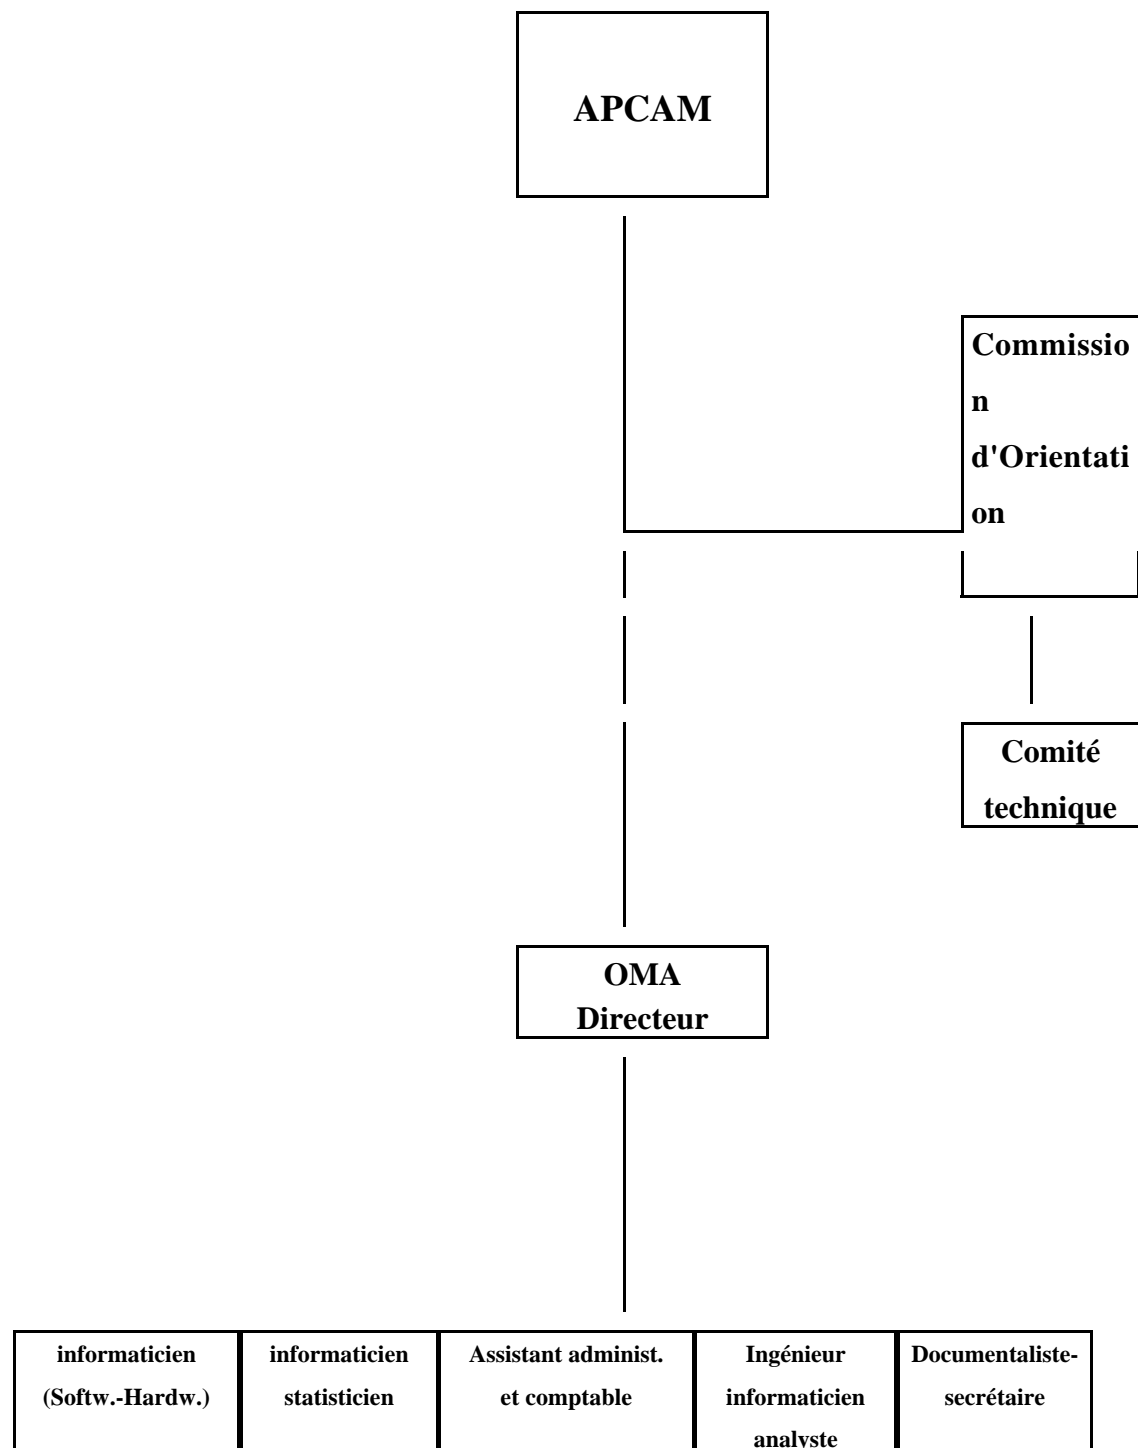 APCAM
Commissio
n
d'Orientati
on
Comité
technique
OMA
Directeur
informaticien
(Softw.-Hardw.)
informaticien
statisticien
Assistant administ.
et comptable
Ingénieur
informaticien
analyste
Documentaliste-
secrétaire